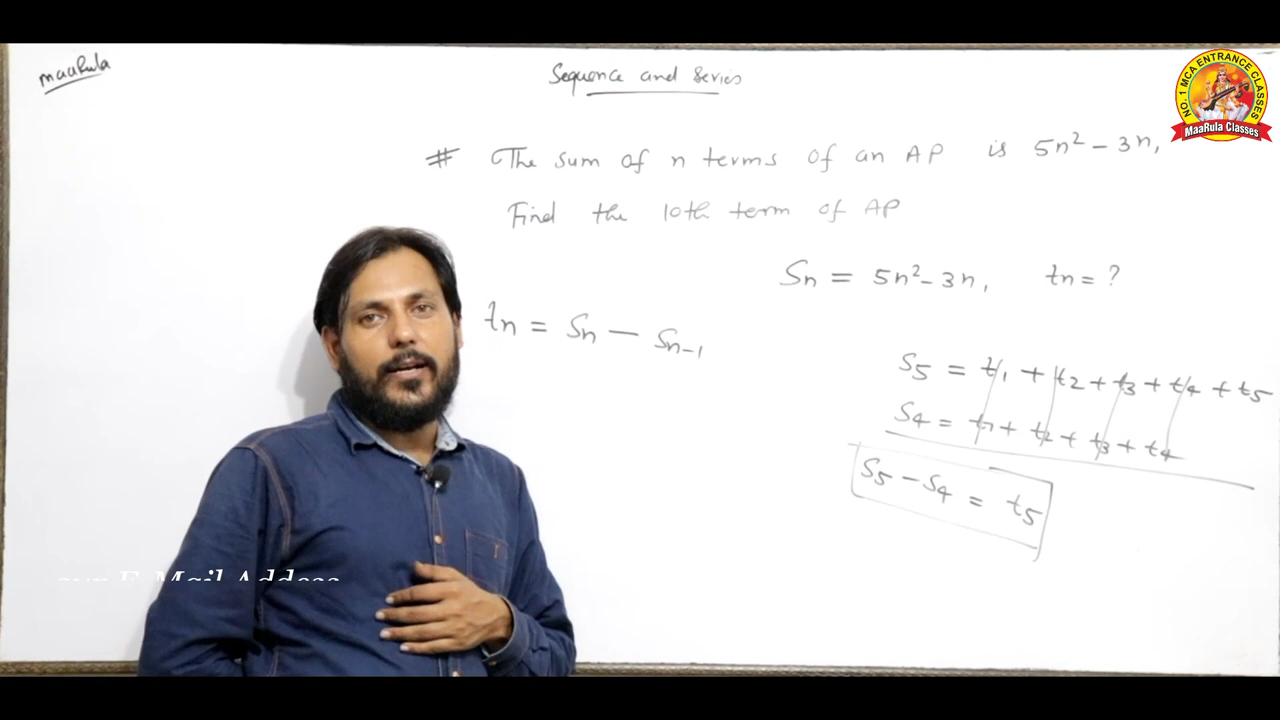 maaRula
Sequence and Series
NO. 1 MCA ENTRANCE CLASSES
MaaRula Classes
# The sum of n terms of an AP is 5n² - 3n,
Find the 10th term of AP
Sn = 5n² - 3n, tn = ?
tn = Sn - Sn-1
S5 = t1 + t2 + t3 + t4 + t5
S4 = t1 + t2 + t3 + t4
S5 - S4 = t5
E-Mail Addess